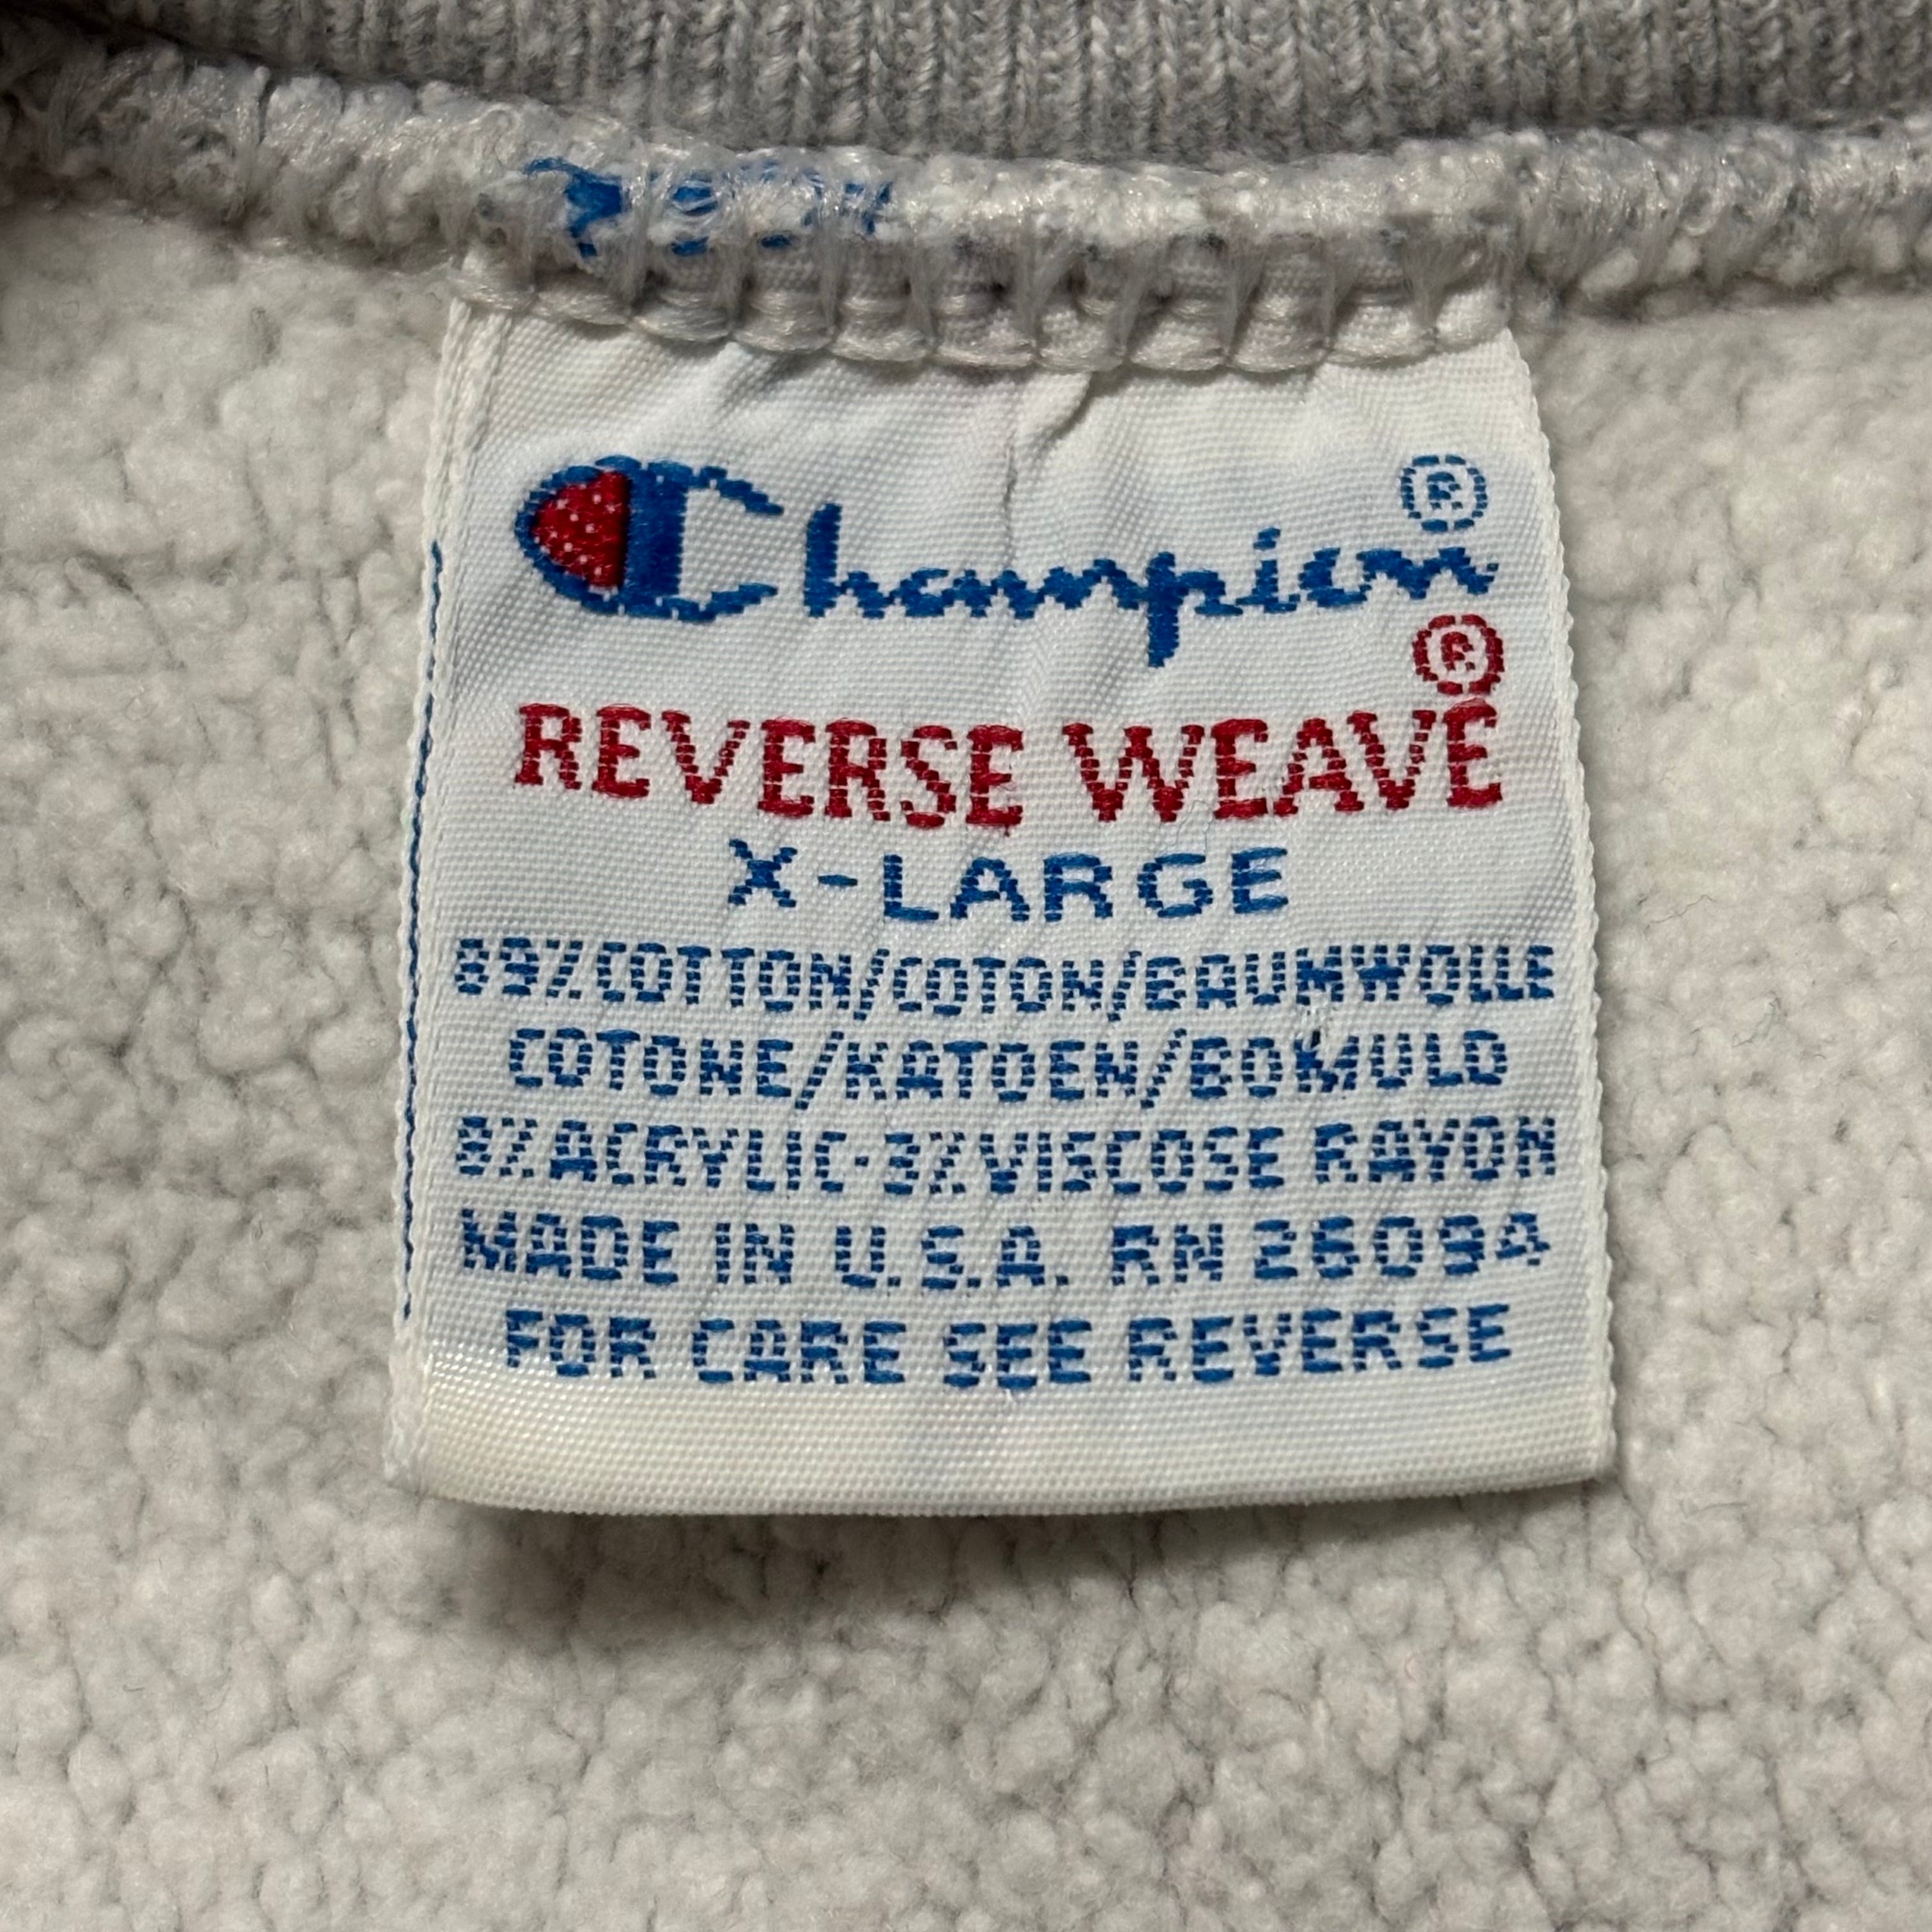 Champion®
®
REVERSE WEAVE
X-LARGE
89%COTTON/COTON/BAUMWOLLE
COTONE/KATOEN/BOMULD
8%ACRYLIC-3%VISCOSE RAYON
MADE IN U.S.A. RN 26094
FOR CARE SEE REVERSE